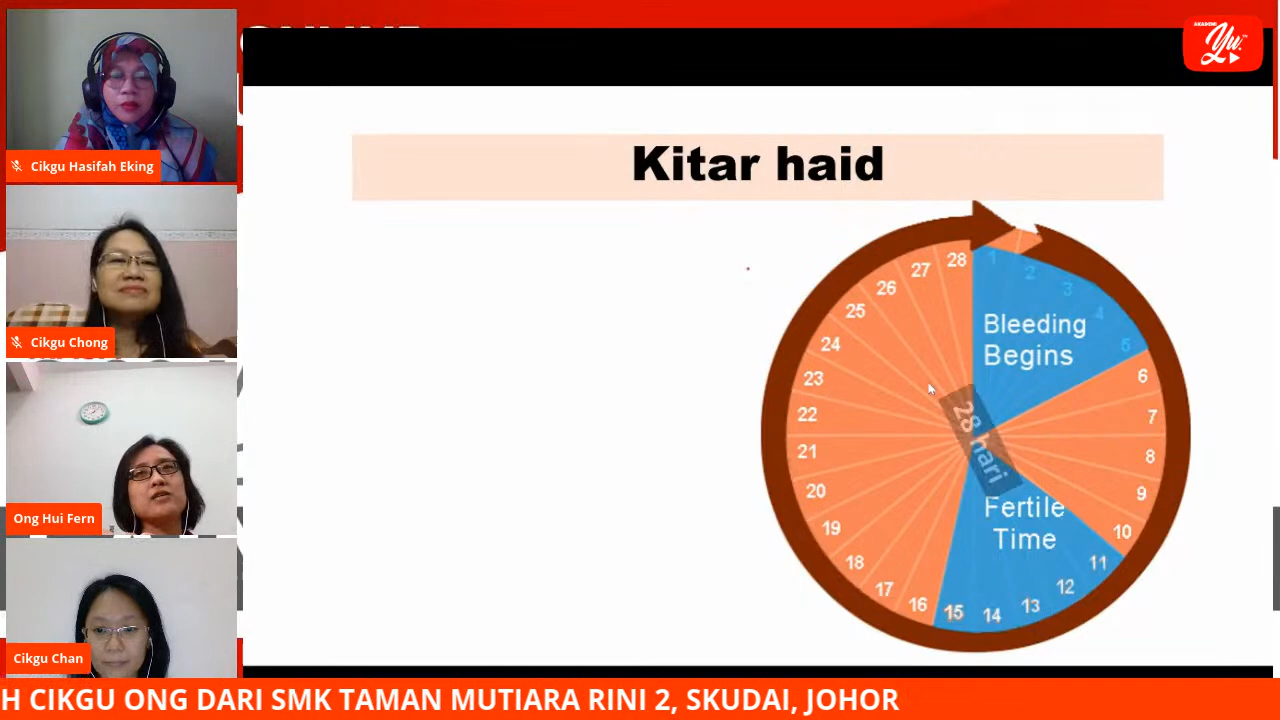 AKADEMI
Yu.
Cikgu Hasifah Eking
Cikgu Chong
Ong Hui Fern
Cikgu Chan
Kitar haid
1
2
3
4
5
6
7
8
9
10
11
12
13
14
15
16
17
18
19
20
21
22
23
24
25
26
27
28
Bleeding
Begins
28 hari
Fertile
Time
H CIKGU ONG DARI SMK TAMAN MUTIARA RINI 2, SKUDAI, JOHOR